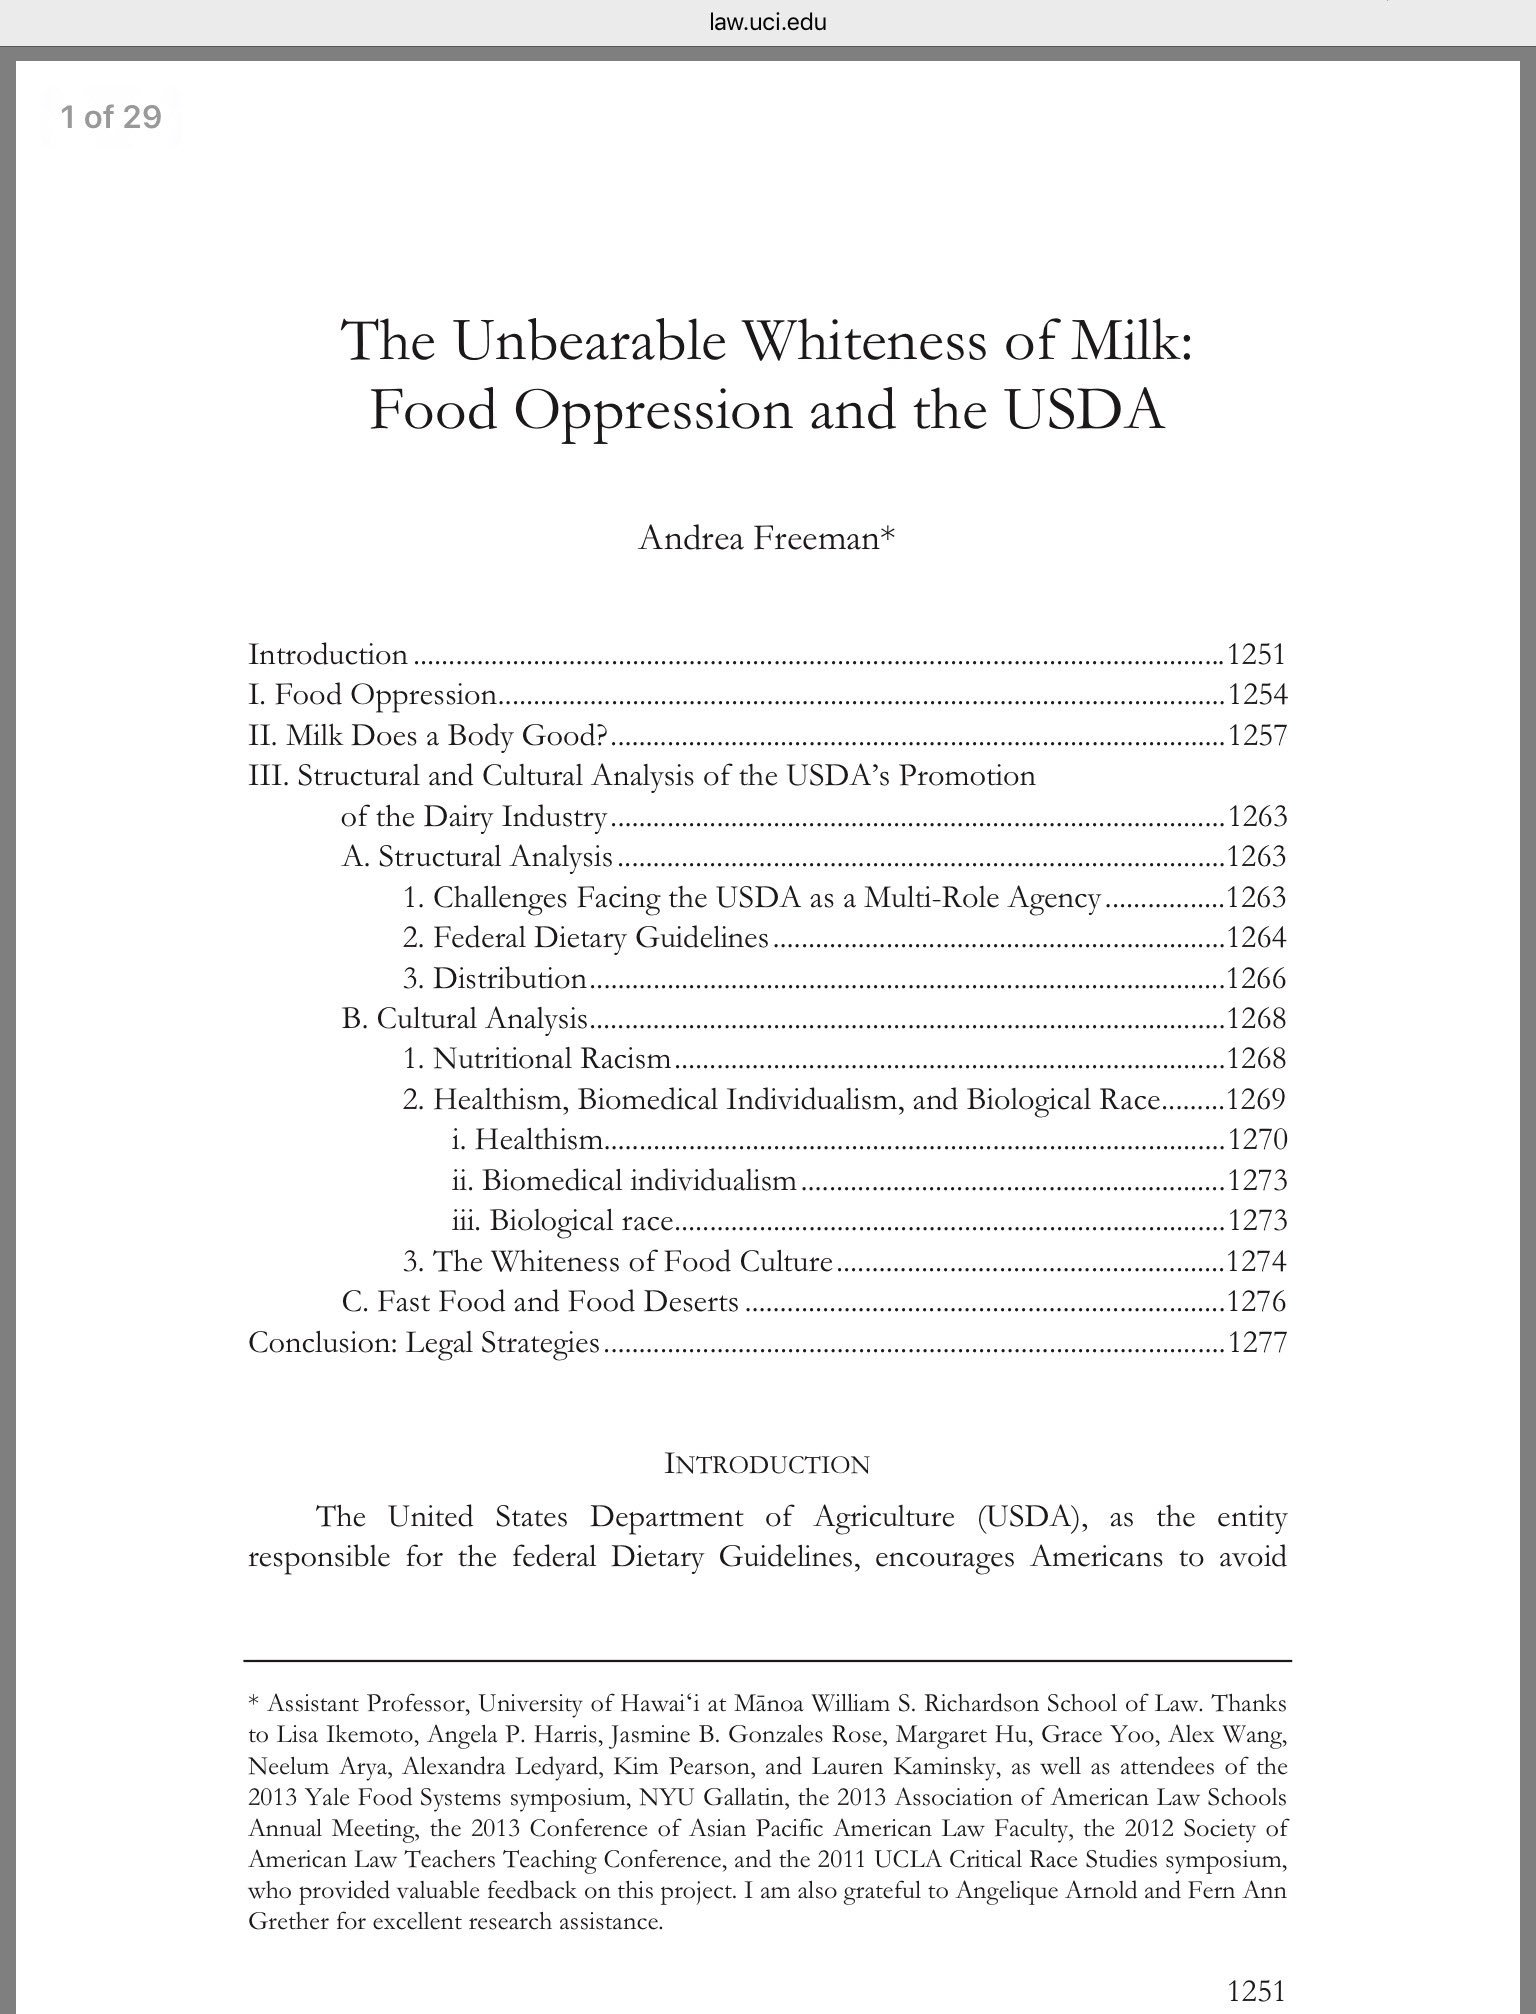 law.uci.edu
1 of 29
The Unbearable Whiteness of Milk:
Food Oppression and the USDA
Andrea Freeman*
Introduction ........................................................................................................................1251
I. Food Oppression............................................................................................................1254
II. Milk Does a Body Good?............................................................................................1257
III. Structural and Cultural Analysis of the USDA’s Promotion
of the Dairy Industry............................................................................................1263
A. Structural Analysis............................................................................................1263
1. Challenges Facing the USDA as a Multi-Role Agency.................1263
2. Federal Dietary Guidelines..................................................................1264
3. Distribution............................................................................................1266
B. Cultural Analysis................................................................................................1268
1. Nutritional Racism................................................................................1268
2. Healthism, Biomedical Individualism, and Biological Race.........1269
i. Healthism..........................................................................................1270
ii. Biomedical individualism..............................................................1273
iii. Biological race................................................................................1273
3. The Whiteness of Food Culture.........................................................1274
C. Fast Food and Food Deserts ......................................................................1276
Conclusion: Legal Strategies............................................................................................1277
INTRODUCTION
The United States Department of Agriculture (USDA), as the entity
responsible for the federal Dietary Guidelines, encourages Americans to avoid
* Assistant Professor, University of Hawai‘i at Mānoa William S. Richardson School of Law. Thanks
to Lisa Ikemoto, Angela P. Harris, Jasmine B. Gonzales Rose, Margaret Hu, Grace Yoo, Alex Wang,
Neelum Arya, Alexandra Ledyard, Kim Pearson, and Lauren Kaminsky, as well as attendees of the
2013 Yale Food Systems symposium, NYU Gallatin, the 2013 Association of American Law Schools
Annual Meeting, the 2013 Conference of Asian Pacific American Law Faculty, the 2012 Society of
American Law Teachers Teaching Conference, and the 2011 UCLA Critical Race Studies symposium,
who provided valuable feedback on this project. I am also grateful to Angelique Arnold and Fern Ann
Grether for excellent research assistance.
1251